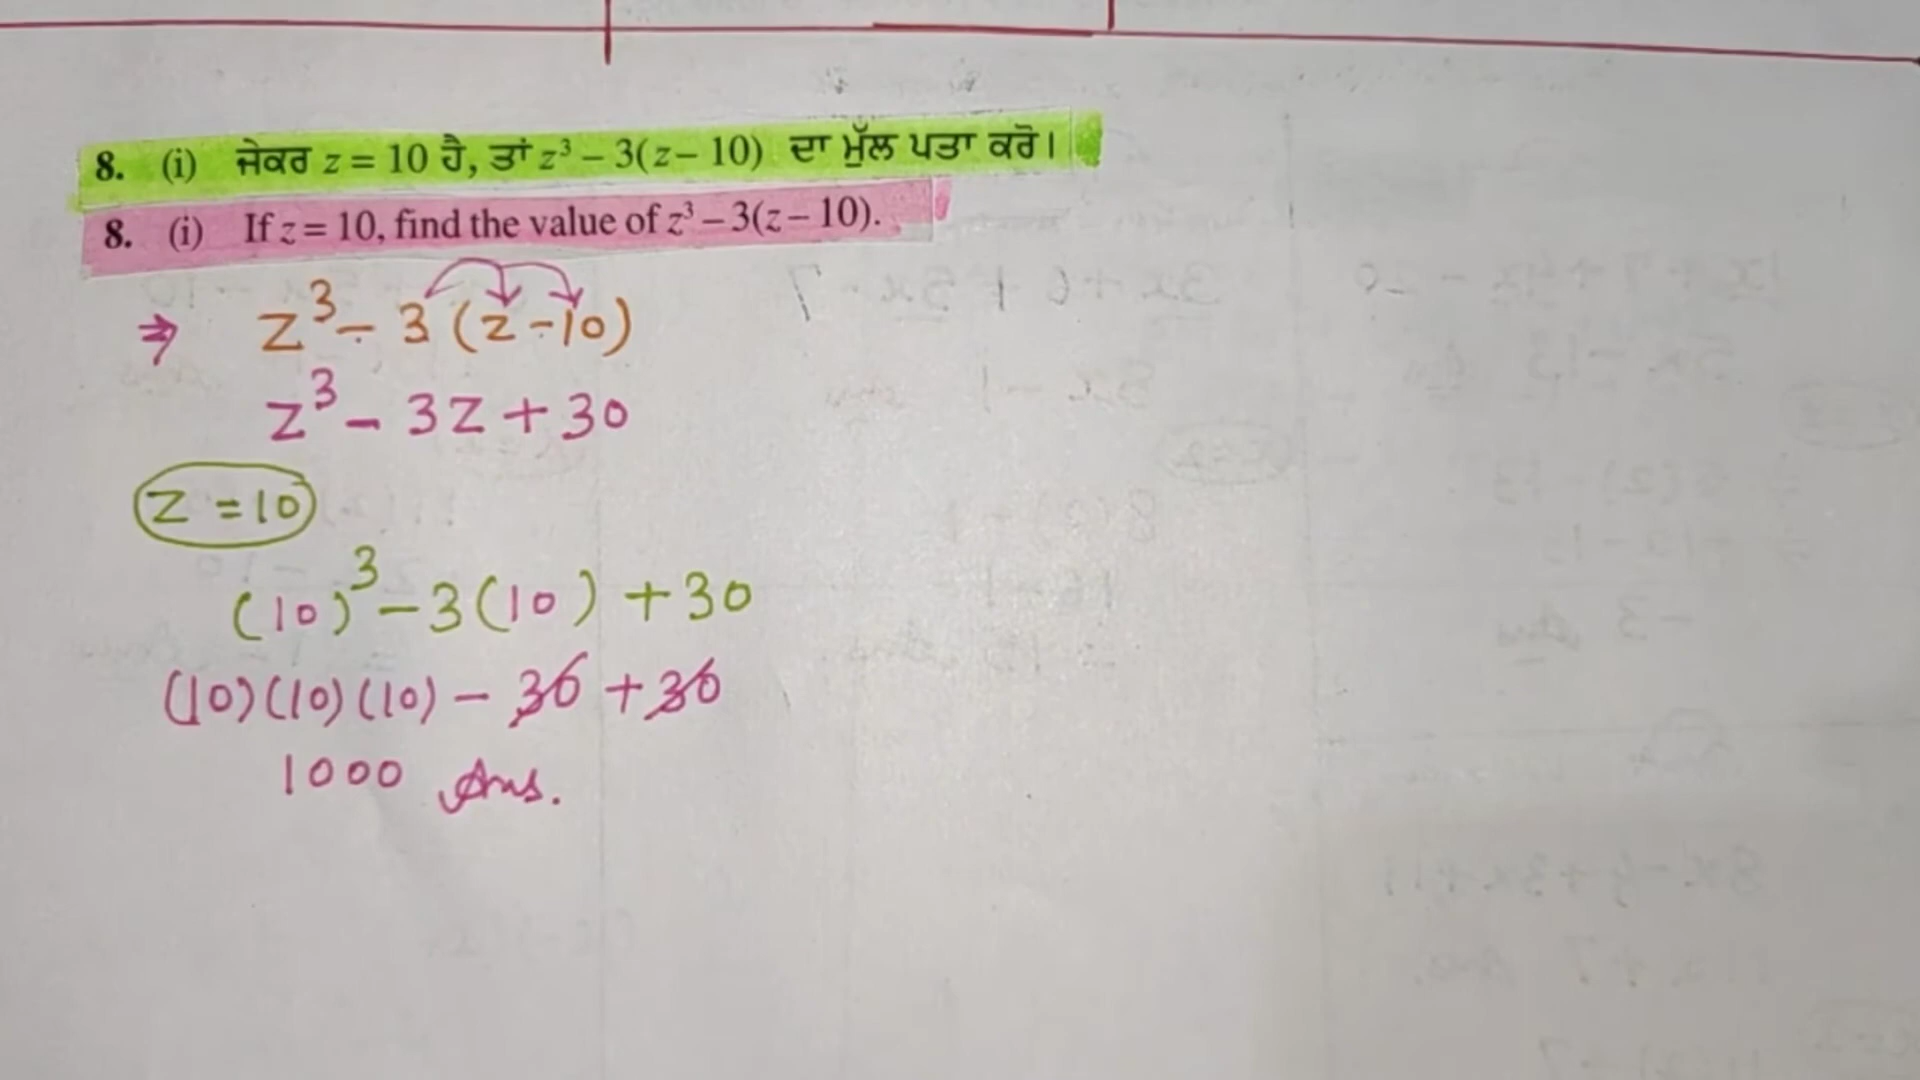 8. (i) ਜੇਕਰ z = 10 ਹੈ, ਤਾਂ z³ – 3(z – 10) ਦਾ ਮੁੱਲ ਪਤਾ ਕਰੋ।
8. (i) If z = 10, find the value of z³ – 3(z – 10).
⇒ z³ - 3 (z - 10)
z³ - 3z + 30
z = 10
(10)³ - 3(10) + 30
(10)(10)(10) - 30 + 30
1000 Ans.